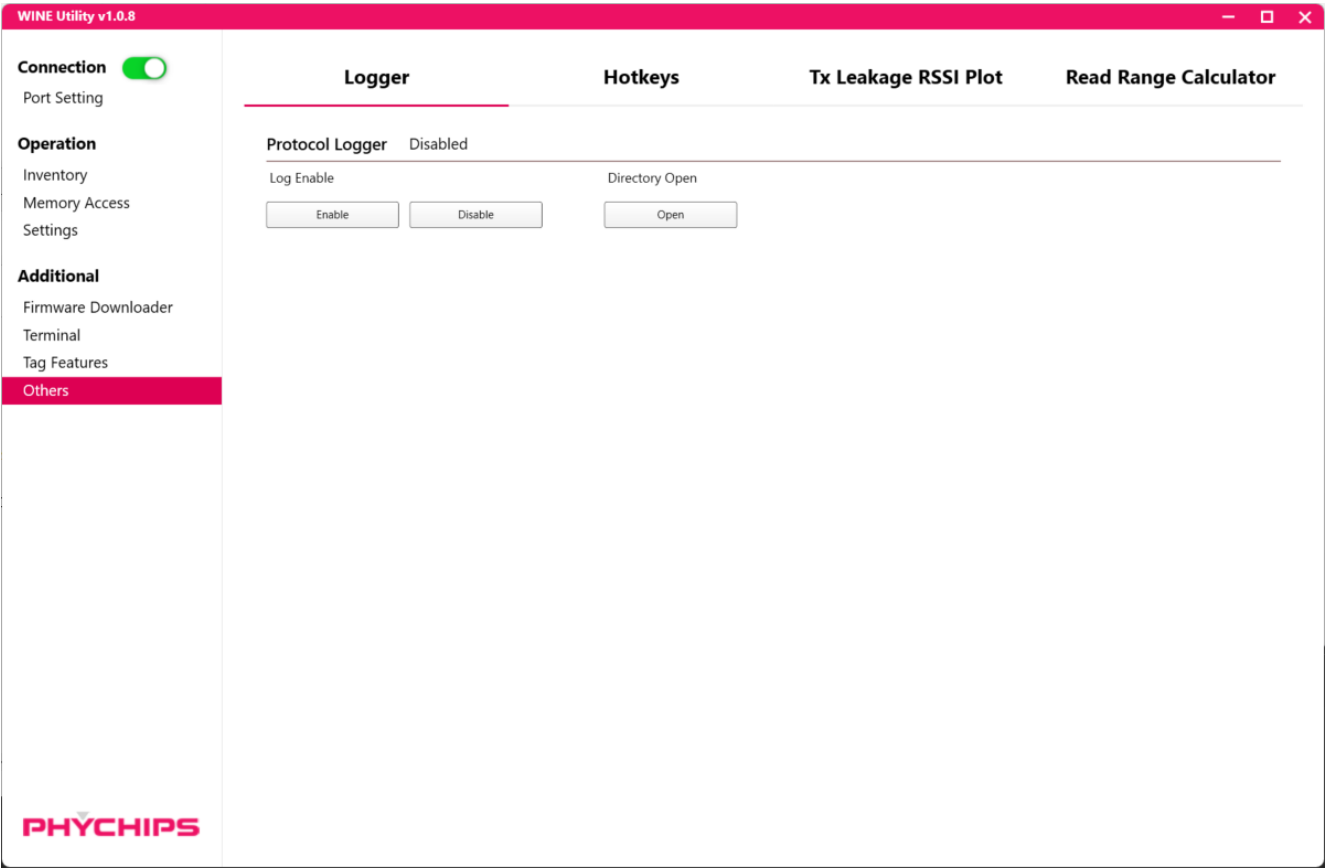 WINE Utility v1.0.8
Connection
Port Setting
Operation
Inventory
Memory Access
Settings
Additional
Firmware Downloader
Terminal
Tag Features
Others
PHYCHIPS
Logger Hotkeys Tx Leakage RSSI Plot Read Range Calculator
Protocol Logger Disabled
Log Enable Directory Open
Enable Disable Open